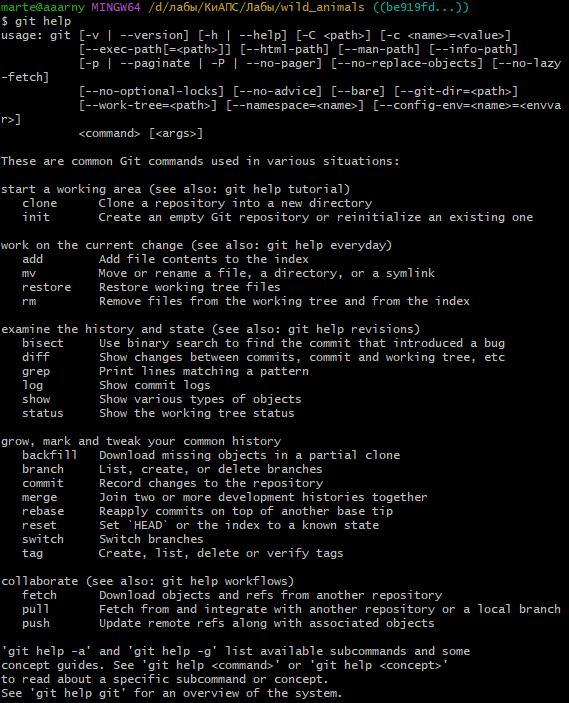 marte@aaarny MINGW64 /d/лабы/КиАПС/Лабы/wild_animals ((be919fd...))
$ git help
usage: git [-v | --version] [-h | --help] [-C <path>] [-c <name>=<value>]
           [--exec-path[=<path>]] [--html-path] [--man-path] [--info-path]
           [-p | --paginate | -P | --no-pager] [--no-replace-objects] [--no-lazy
-fetch]
           [--no-optional-locks] [--no-advice] [--bare] [--git-dir=<path>]
           [--work-tree=<path>] [--namespace=<name>] [--config-env=<name>=<envva
r>]
           <command> [<args>]

These are common Git commands used in various situations:

start a working area (see also: git help tutorial)
   clone      Clone a repository into a new directory
   init       Create an empty Git repository or reinitialize an existing one

work on the current change (see also: git help everyday)
   add        Add file contents to the index
   mv         Move or rename a file, a directory, or a symlink
   restore    Restore working tree files
   rm         Remove files from the working tree and from the index

examine the history and state (see also: git help revisions)
   bisect     Use binary search to find the commit that introduced a bug
   diff       Show changes between commits, commit and working tree, etc
   grep       Print lines matching a pattern
   log        Show commit logs
   show       Show various types of objects
   status     Show the working tree status

grow, mark and tweak your common history
   backfill   Download missing objects in a partial clone
   branch     List, create, or delete branches
   commit     Record changes to the repository
   merge      Join two or more development histories together
   rebase     Reapply commits on top of another base tip
   reset      Set `HEAD` or the index to a known state
   switch     Switch branches
   tag        Create, list, delete or verify tags

collaborate (see also: git help workflows)
   fetch      Download objects and refs from another repository
   pull       Fetch from and integrate with another repository or a local branch
   push       Update remote refs along with associated objects

'git help -a' and 'git help -g' list available subcommands and some
concept guides. See 'git help <command>' or 'git help <concept>'
to read about a specific subcommand or concept.
See 'git help git' for an overview of the system.